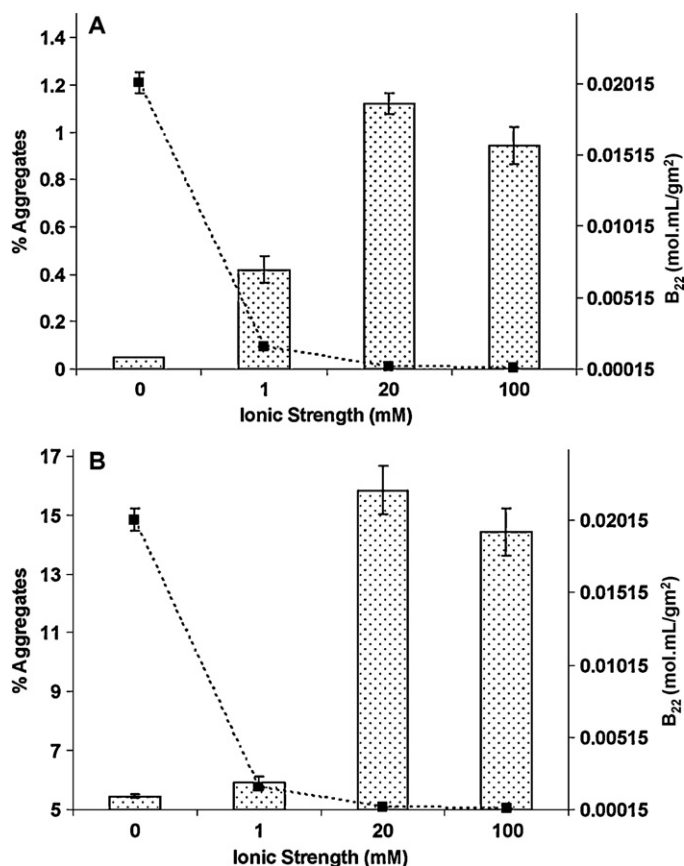 A
% Aggregates
1.4
1.2
1
0.8
0.6
0.4
0.2
0
0.02015
0.01515
0.01015
0.00515
0.00015
B22 (mol.mL/gm²)
0 1 20 100
Ionic Strength (mM)
B
% Aggregates
17
15
13
11
9
7
5
0.02015
0.01515
0.01015
0.00515
0.00015
B22 (mol.mL/gm²)
0 1 20 100
Ionic Strength (mM)